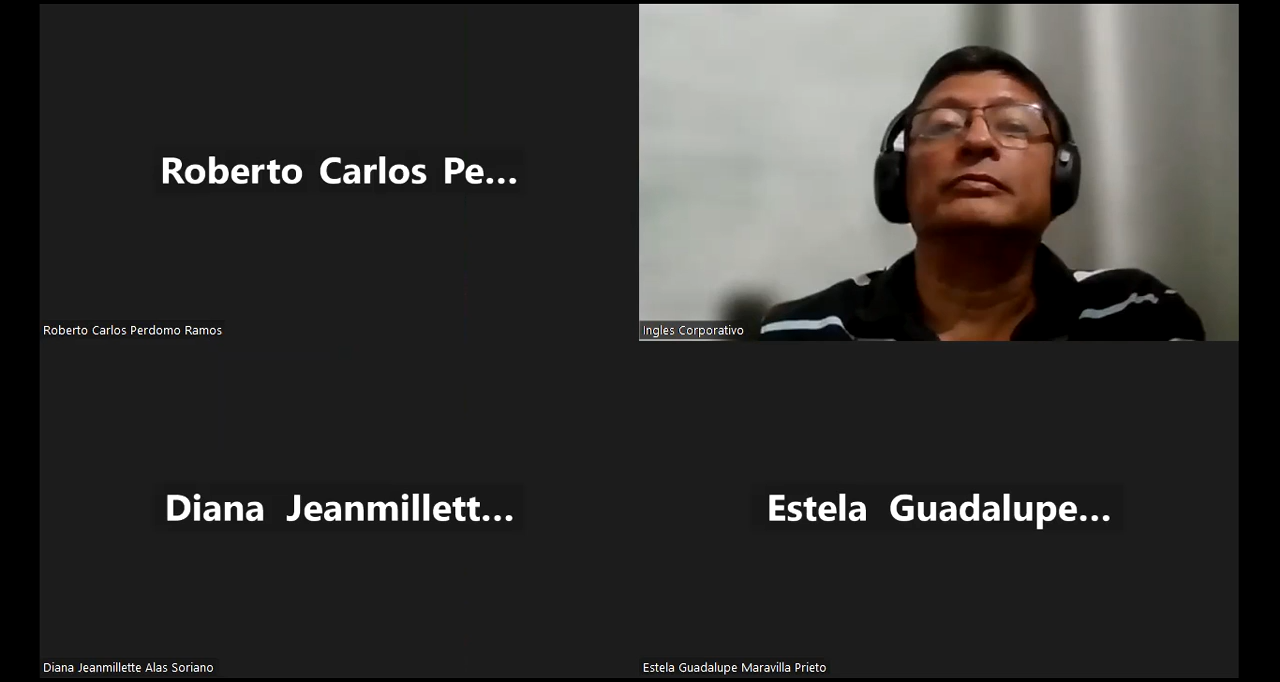 Roberto Carlos Pe...
Roberto Carlos Perdomo Ramos
Ingles Corporativo
Diana Jeanmillett...
Estela Guadalupe...
Diana Jeanmillette Alas Soriano
Estela Guadalupe Maravilla Prieto